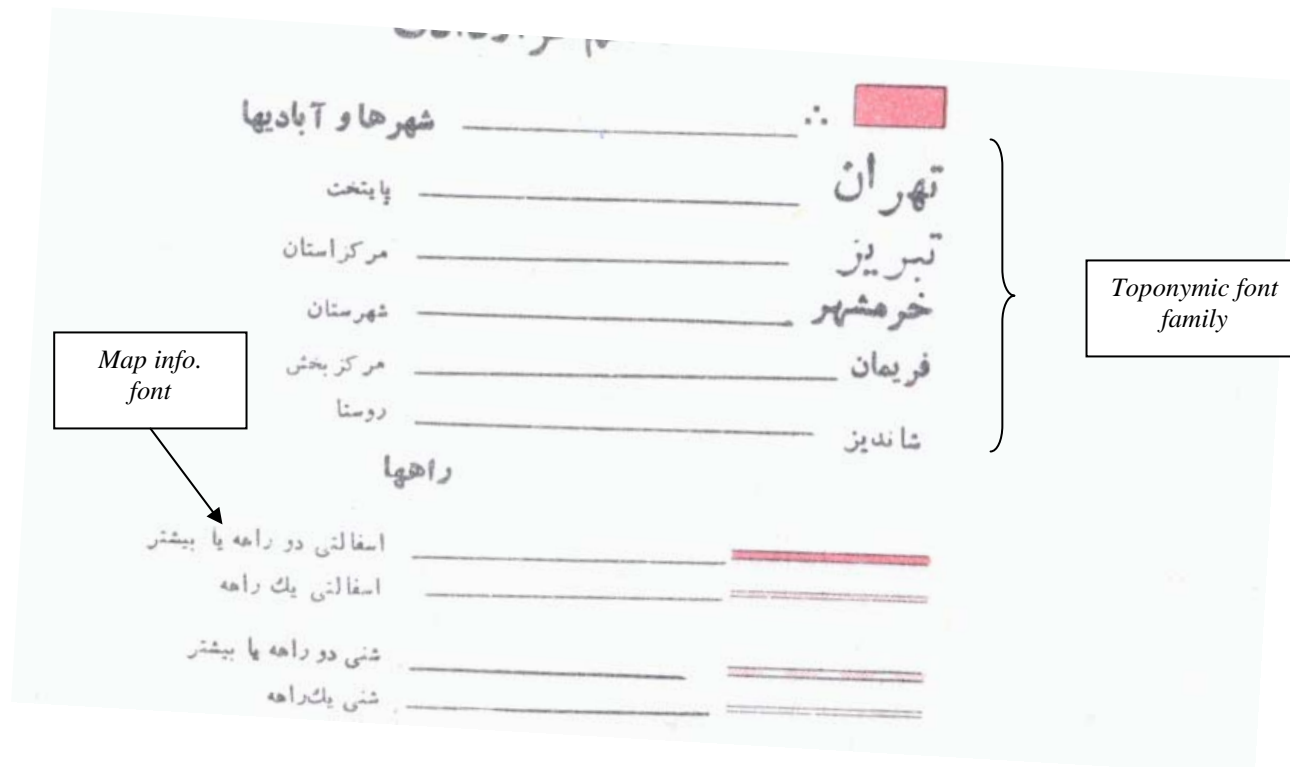 شهرها و آبادیها
تهران پایتخت
تبریز مرکز استان
خرمشهر شهرستان
فریمان مرکز بخش
شاندیز روستا
راهها
اسفالتی دو راهه یا بیشتر
اسفالتی یك راهه
شنی دو راهه یا بیشتر
شنی یك راهه
Toponymic font
family
Map info.
font